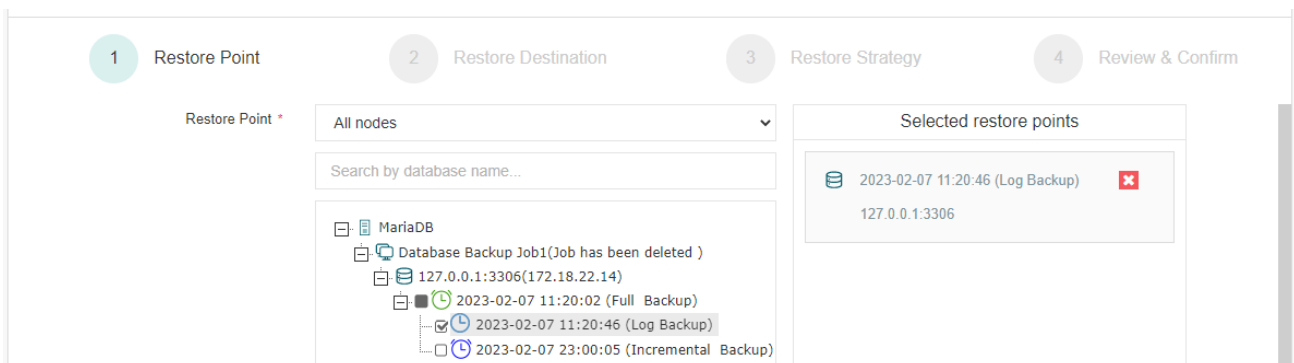 1 Restore Point 2 Restore Destination 3 Restore Strategy 4 Review & Confirm
Restore Point *
All nodes
Search by database name...
MariaDB
Database Backup Job1(Job has been deleted )
127.0.0.1:3306(172.18.22.14)
2023-02-07 11:20:02 (Full Backup)
2023-02-07 11:20:46 (Log Backup)
2023-02-07 23:00:05 (Incremental Backup)
Selected restore points
2023-02-07 11:20:46 (Log Backup)
127.0.0.1:3306